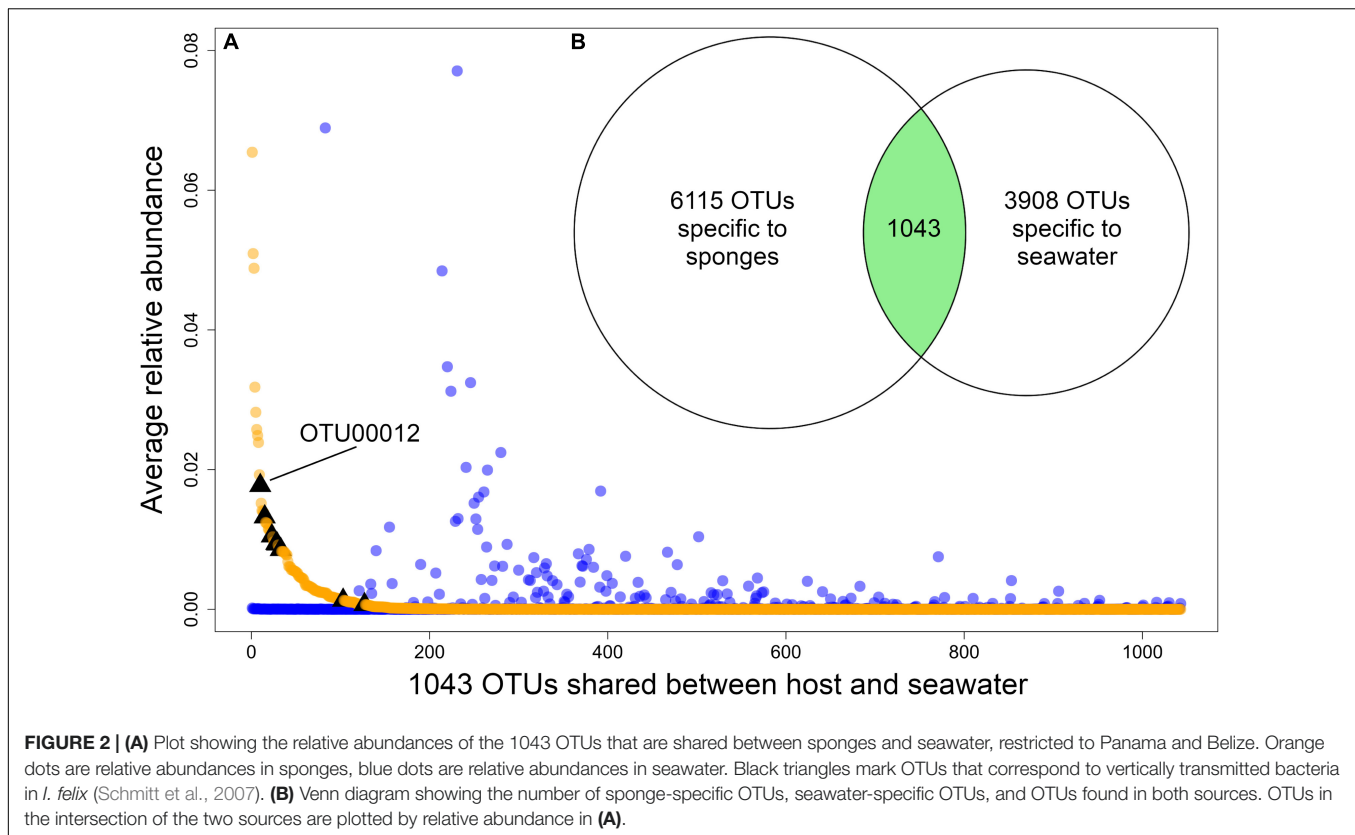 A
B
0.08
0.06
0.04
0.02
0.00
Average relative abundance
6115 OTUs
specific to
sponges
1043
3908 OTUs
specific to
seawater
OTU00012
0 200 400 600 800 1000
1043 OTUs shared between host and seawater
FIGURE 2 | (A) Plot showing the relative abundances of the 1043 OTUs that are shared between sponges and seawater, restricted to Panama and Belize. Orange
dots are relative abundances in sponges, blue dots are relative abundances in seawater. Black triangles mark OTUs that correspond to vertically transmitted bacteria
in I. felix (Schmitt et al., 2007). (B) Venn diagram showing the number of sponge-specific OTUs, seawater-specific OTUs, and OTUs found in both sources. OTUs in
the intersection of the two sources are plotted by relative abundance in (A).